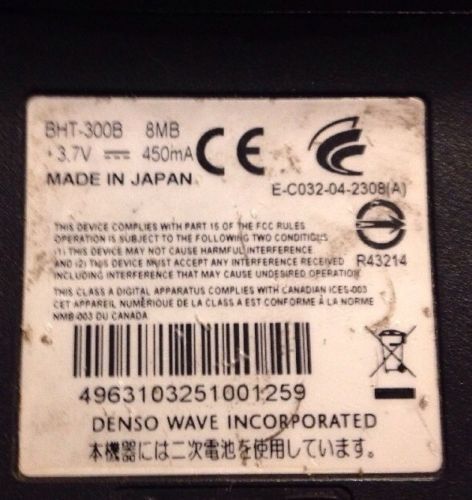 BHT-300B 8MB
3.7V ⎓ 450mA
MADE IN JAPAN
CE
E-C032-04-2308(A)
R43214
THIS DEVICE COMPLIES WITH PART 15 OF THE FCC RULES
OPERATION IS SUBJECT TO THE FOLLOWING TWO CONDITIONS
(1) THIS DEVICE MAY NOT CAUSE HARMFUL INTERFERENCE
AND (2) THIS DEVICE MUST ACCEPT ANY INTERFERENCE RECEIVED
INCLUDING INTERFERENCE THAT MAY CAUSE UNDESIRED OPERATION
THIS CLASS A DIGITAL APPARATUS COMPLIES WITH CANADIAN ICES-003
CET APPAREIL NUMÉRIQUE DE LA CLASS A EST CONFORME À LA NORME
NMB-003 DU CANADA
4963103251001259
DENSO WAVE INCORPORATED
本機器には二次電池を使用しています。